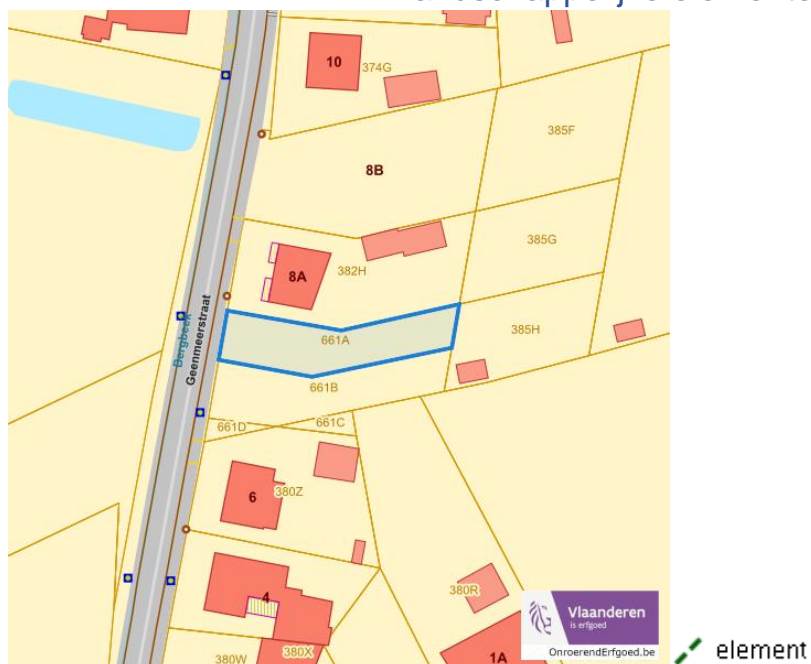 10
374G
385F
8B
385G
382H
8A
Bergbeek
Geenmeerstraat
661A
385H
661B
661D
661C
6
380Z
4
380R
380W
380X
1A
Vlaanderen
is erfgoed
OnroerendErfgoed.be
element